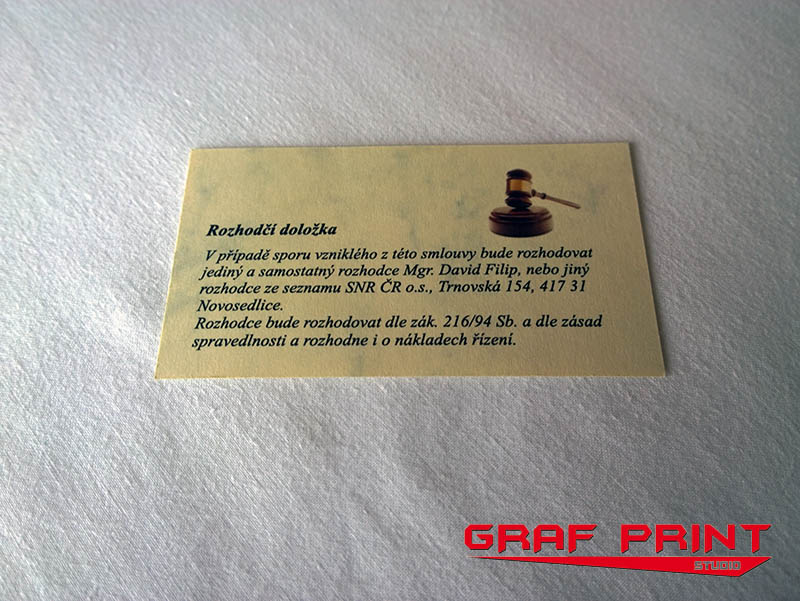 Rozhodčí doložka
V případě sporu vzniklého z této smlouvy bude rozhodovat
jediný a samostatný rozhodce Mgr. David Filip, nebo jiný
rozhodce ze seznamu SNR ČR o.s., Trnovská 154, 417 31
Novosedlice.
Rozhodce bude rozhodovat dle zák. 216/94 Sb. a dle zásad
spravedlnosti a rozhodne i o nákladech řízení.
GRAF PRINT
STUDIO